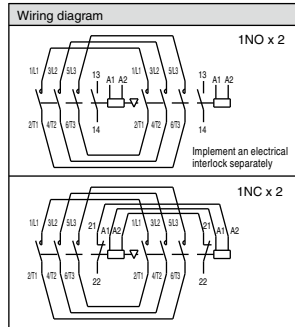 Wiring diagram
1NO x 2
1/L1 3/L2 5/L3 13 A1 A2 1/L1 3/L2 5/L3 13 A1 A2
2/T1 4/T2 6/T3 14 2/T1 4/T2 6/T3 14
Implement an electrical
interlock separately
1NC x 2
1/L1 3/L2 5/L3 21 A1 A2 1/L1 3/L2 5/L3 21 A1 A2
2/T1 4/T2 6/T3 22 2/T1 4/T2 6/T3 22